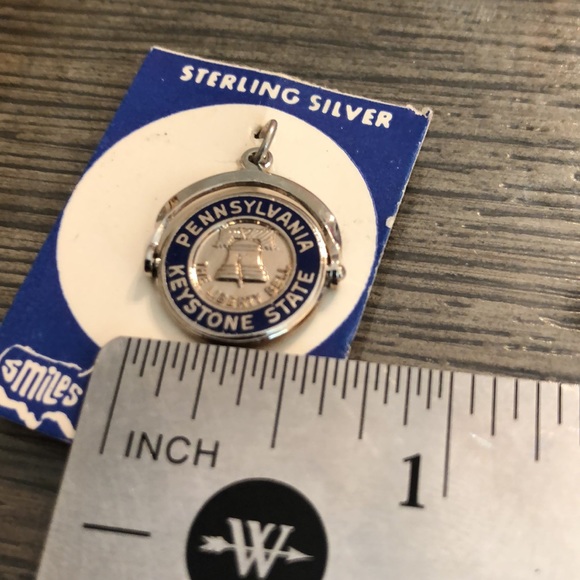 STERLING SILVER
PENNSYLVANIA
THE LIBERTY BELL
KEYSTONE STATE
SMILES
INCH
1
W